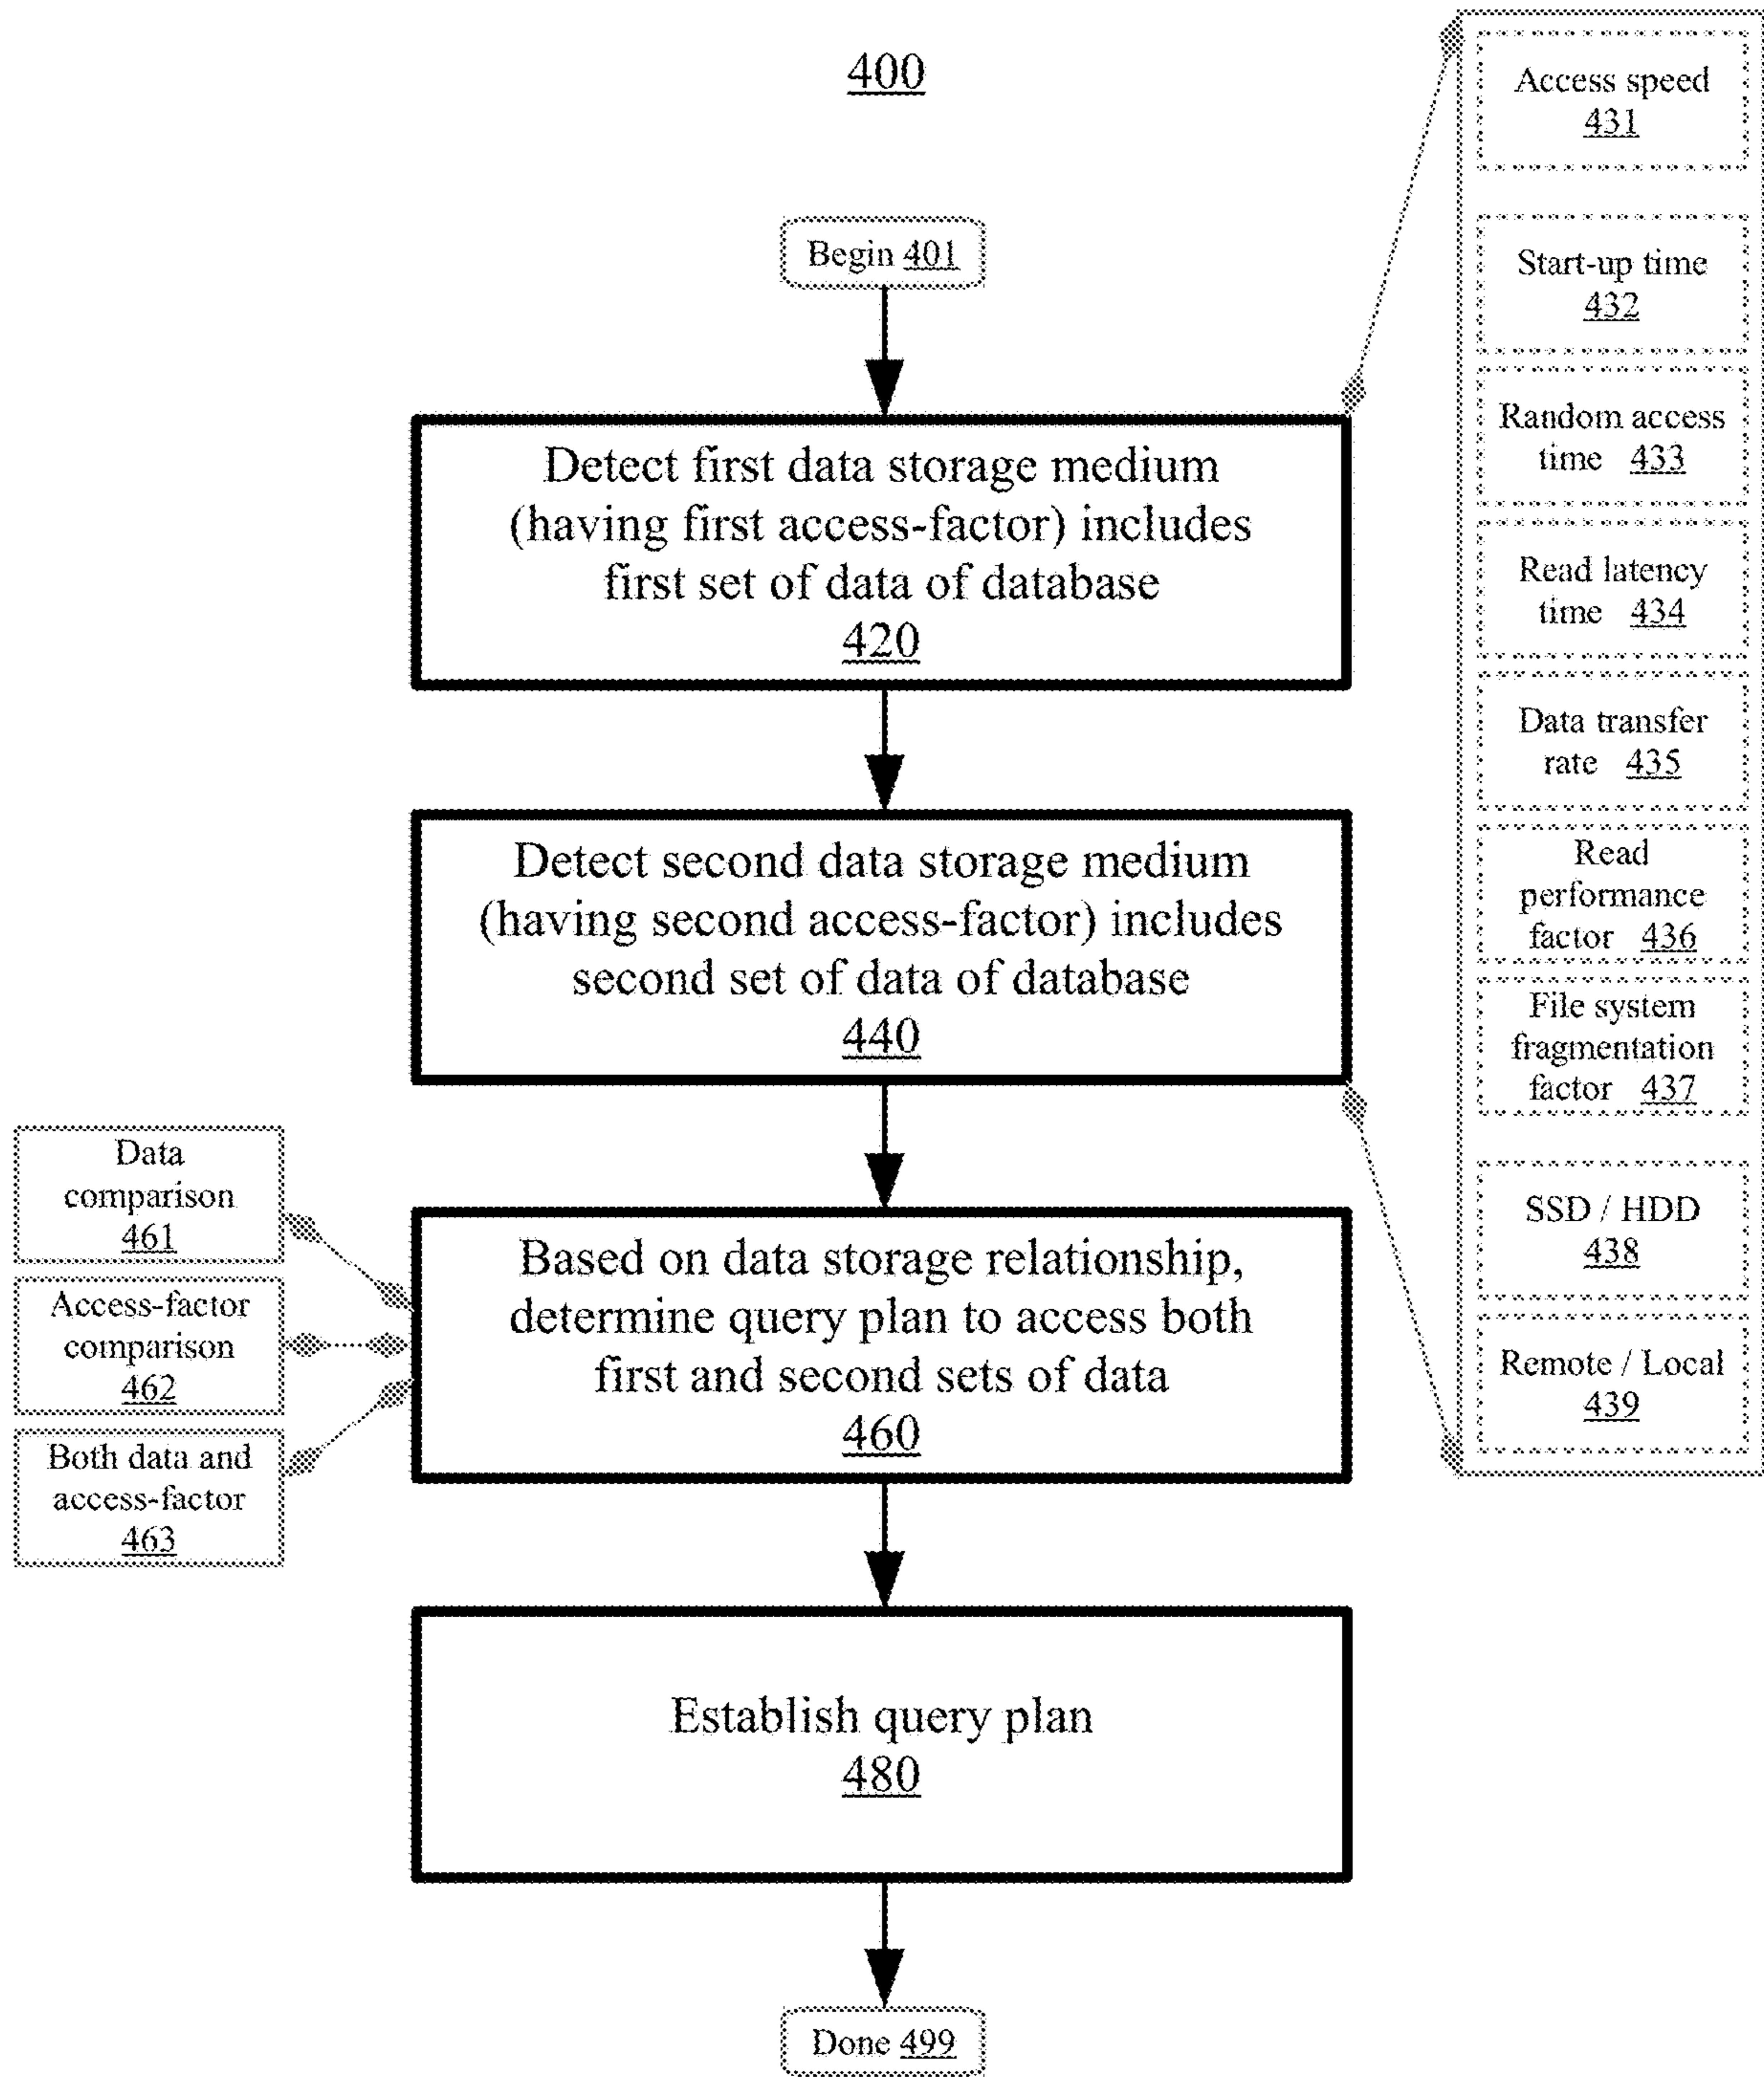 400
Begin 401
Detect first data storage medium
(having first access-factor) includes
first set of data of database
420
Detect second data storage medium
(having second access-factor) includes
second set of data of database
440
Based on data storage relationship,
determine query plan to access both
first and second sets of data
460
Establish query plan
480
Done 499
Data
comparison
461
Access-factor
comparison
462
Both data and
access-factor
463
Access speed
431
Start-up time
432
Random access
time 433
Read latency
time 434
Data transfer
rate 435
Read
performance
factor 436
File system
fragmentation
factor 437
SSD / HDD
438
Remote / Local
439